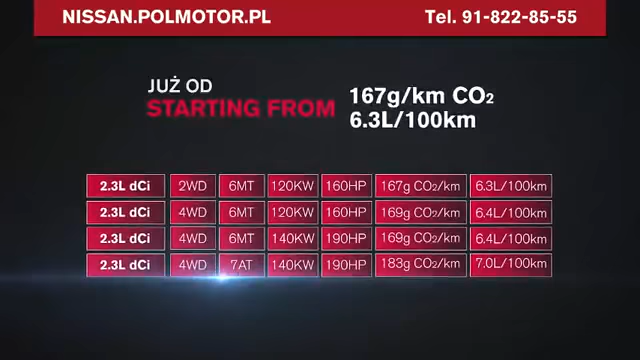 NISSAN.POLMOTOR.PL Tel. 91-822-85-55
JUŻ OD
STARTING FROM
167g/km CO2
6.3L/100km
2.3L dCi 2WD 6MT 120KW 160HP 167g CO2/km 6.3L/100km
2.3L dCi 4WD 6MT 120KW 160HP 169g CO2/km 6.4L/100km
2.3L dCi 4WD 6MT 140KW 190HP 169g CO2/km 6.4L/100km
2.3L dCi 4WD 7AT 140KW 190HP 183g CO2/km 7.0L/100km